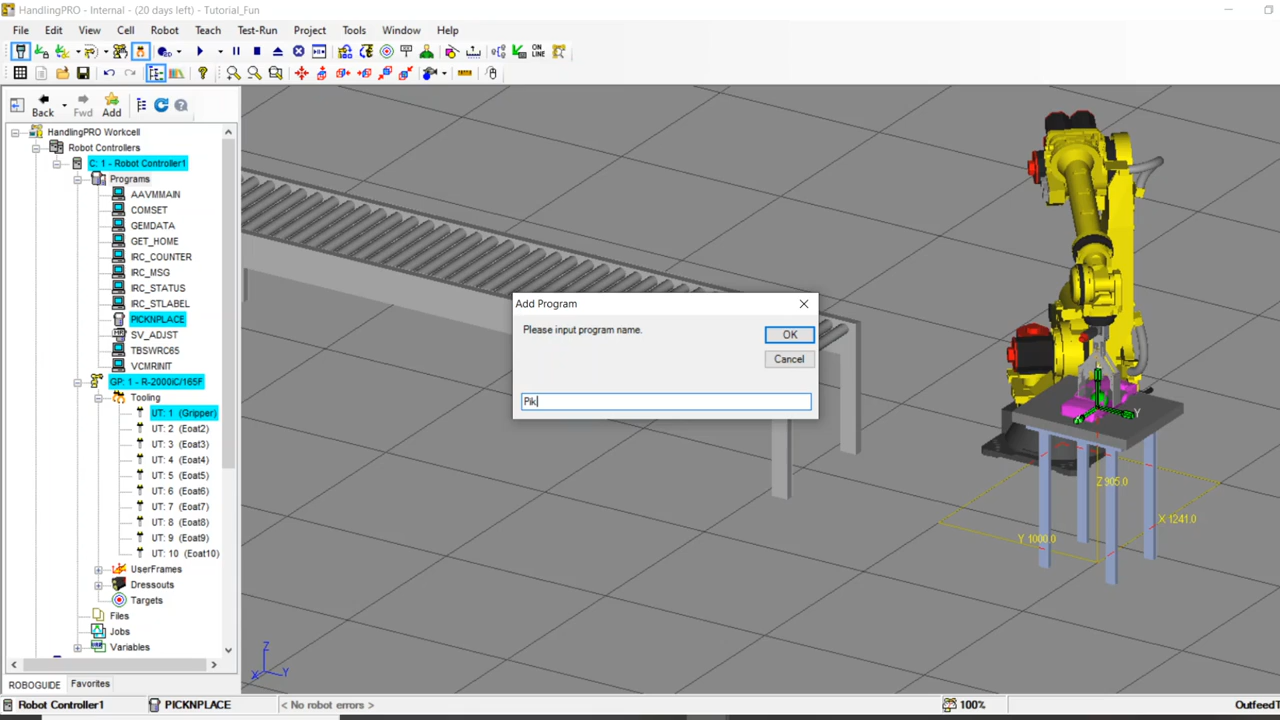 HandlingPRO - Internal - (20 days left) - Tutorial_Fun
File Edit View Cell Robot Teach Test-Run Project Tools Window Help
ON LINE
Back Fwd Add
HandlingPRO Workcell
Robot Controllers
C: 1 - Robot Controller1
Programs
AAVMMAIN
COMSET
GEMDATA
GET_HOME
IRC_COUNTER
IRC_MSG
IRC_STATUS
IRC_STLABEL
PICKNPLACE
SV_ADJST
TBSWRC65
VCMRINIT
GP: 1 - R-2000iC/165F
Tooling
UT: 1 (Gripper)
UT: 2 (Eoat2)
UT: 3 (Eoat3)
UT: 4 (Eoat4)
UT: 5 (Eoat5)
UT: 6 (Eoat6)
UT: 7 (Eoat7)
UT: 8 (Eoat8)
UT: 9 (Eoat9)
UT: 10 (Eoat10)
UserFrames
Dressouts
Targets
Files
Jobs
Variables
ROBOGUIDE Favorites
Add Program
Please input program name.
OK
Cancel
Pik
Y
Z 905.0
X 1241.0
Y 1000.0
Z
X Y
Robot Controller1 PICKNPLACE < No robot errors > 100% OutfeedT